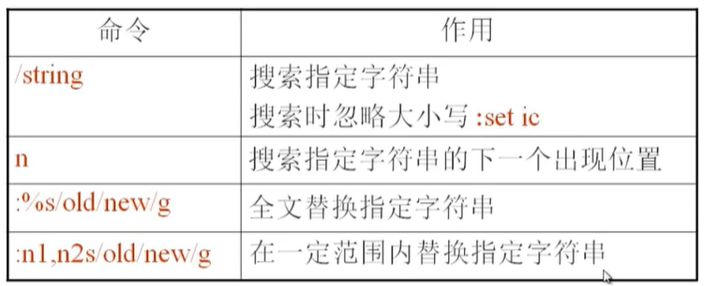 命令 作用
/string 搜索指定字符串
搜索时忽略大小写 :set ic
n 搜索指定字符串的下一个出现位置
:%s/old/new/g 全文替换指定字符串
:n1,n2s/old/new/g 在一定范围内替换指定字符串